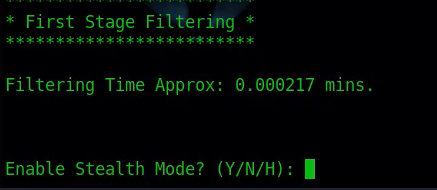 *************************
* First Stage Filtering *
*************************
Filtering Time Approx: 0.000217 mins.
Enable Stealth Mode? (Y/N/H):